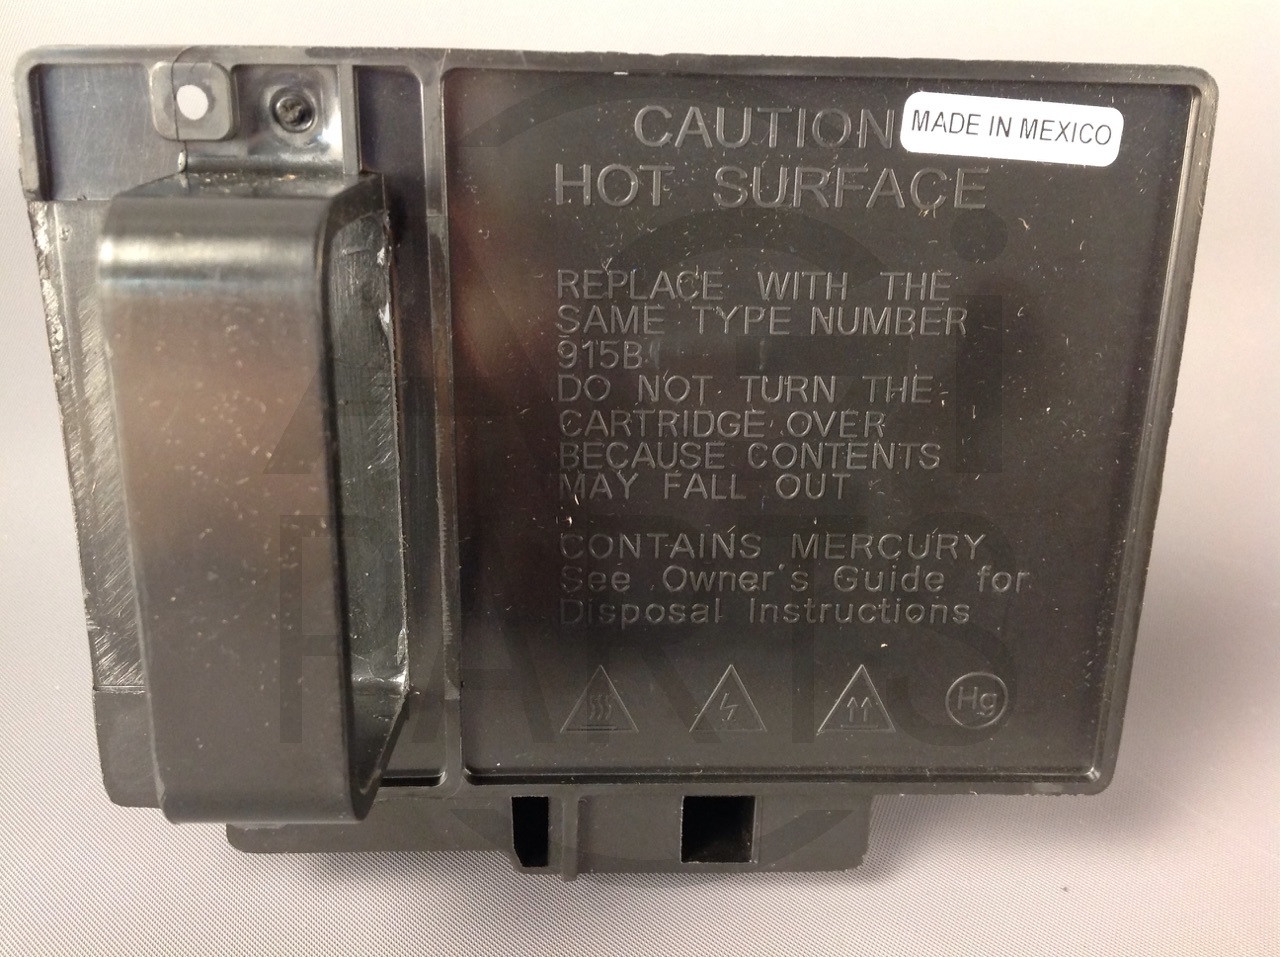 CAUTION
MADE IN MEXICO
HOT SURFACE
REPLACE WITH THE
SAME TYPE NUMBER
915B
DO NOT TURN THE
CARTRIDGE OVER
BECAUSE CONTENTS
MAY FALL OUT
CONTAINS MERCURY
See Owner's Guide for
Disposal Instructions
Hg
PARTS